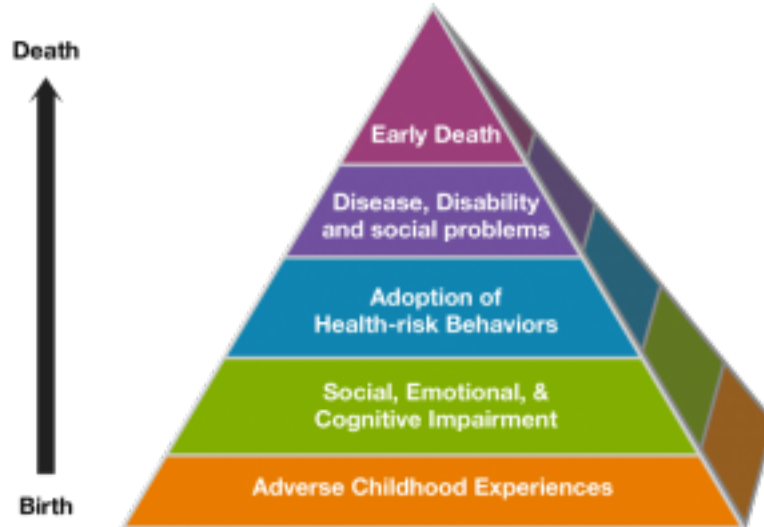 Death
Early Death
Disease, Disability
and social problems
Adoption of
Health-risk Behaviors
Social, Emotional, &
Cognitive Impairment
Adverse Childhood Experiences
Birth